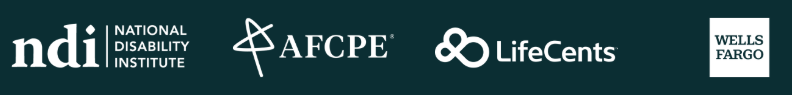 ndi
NATIONAL
DISABILITY
INSTITUTE
AFCPE®
LifeCents
WELLS
FARGO